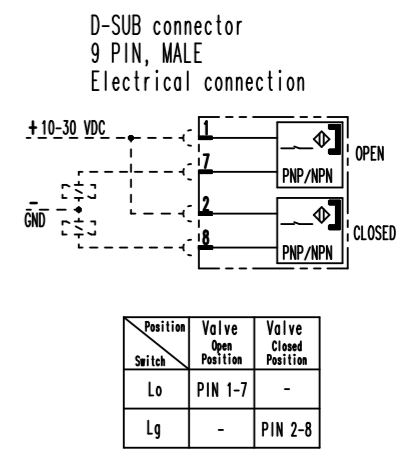 D-SUB connector
9 PIN, MALE
Electrical connection
+10-30 VDC
1
7
PNP/NPN
OPEN
-
GND
2
8
PNP/NPN
CLOSED
Position
Switch
Valve
Open
Position
Valve
Closed
Position
Lo
PIN 1-7
-
Lg
-
PIN 2-8